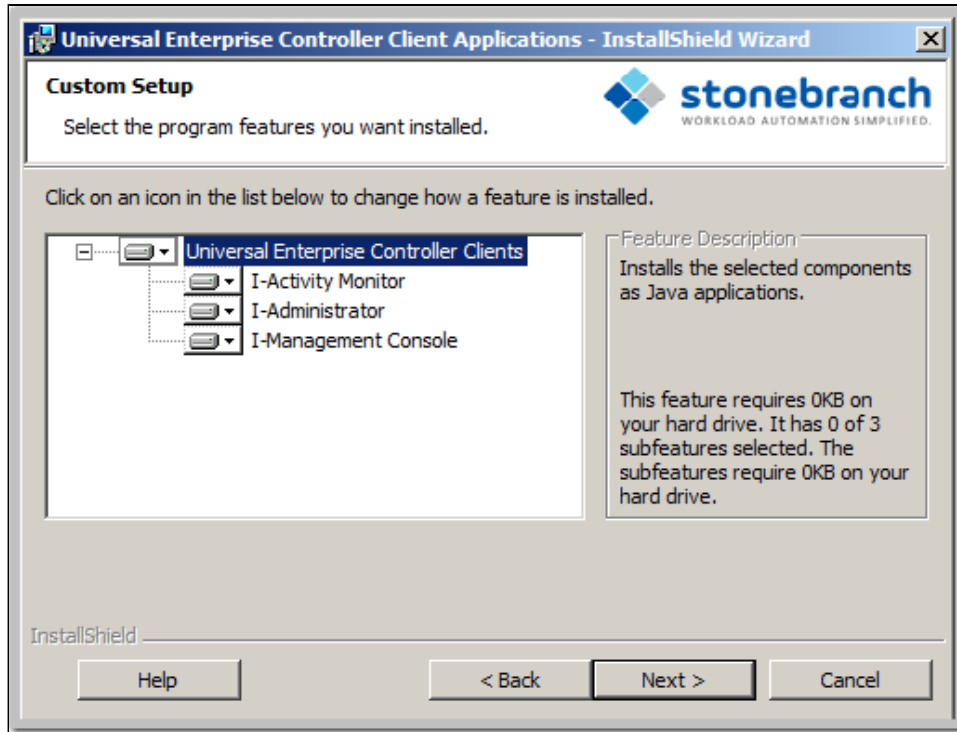 Universal Enterprise Controller Client Applications - InstallShield Wizard
Custom Setup
Select the program features you want installed.
stonebranch
WORKLOAD AUTOMATION SIMPLIFIED.
Click on an icon in the list below to change how a feature is installed.
Universal Enterprise Controller Clients
I-Activity Monitor
I-Administrator
I-Management Console
Feature Description
Installs the selected components
as Java applications.
This feature requires 0KB on
your hard drive. It has 0 of 3
subfeatures selected. The
subfeatures require 0KB on your
hard drive.
InstallShield
Help
< Back
Next >
Cancel